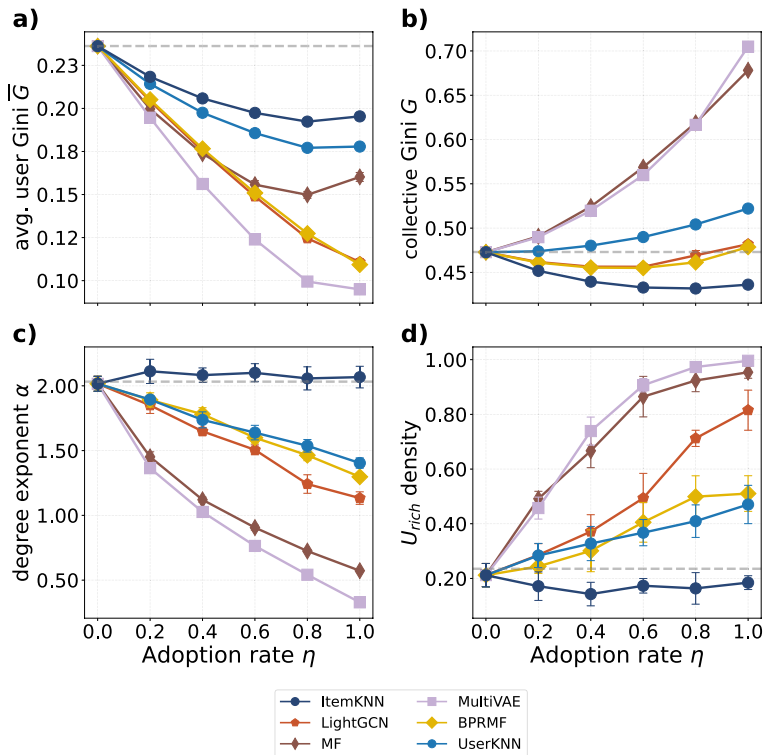 a)
avg. user Gini G̅
0.23
0.20
0.18
0.15
0.12
0.10
b)
collective Gini G
0.70
0.65
0.60
0.55
0.50
0.45
c)
degree exponent α
2.00
1.50
1.00
0.50
0.0 0.2 0.4 0.6 0.8 1.0
Adoption rate η
d)
U_rich density
1.00
0.80
0.60
0.40
0.20
0.0 0.2 0.4 0.6 0.8 1.0
Adoption rate η
ItemKNN
LightGCN
MF
MultiVAE
BPRMF
UserKNN